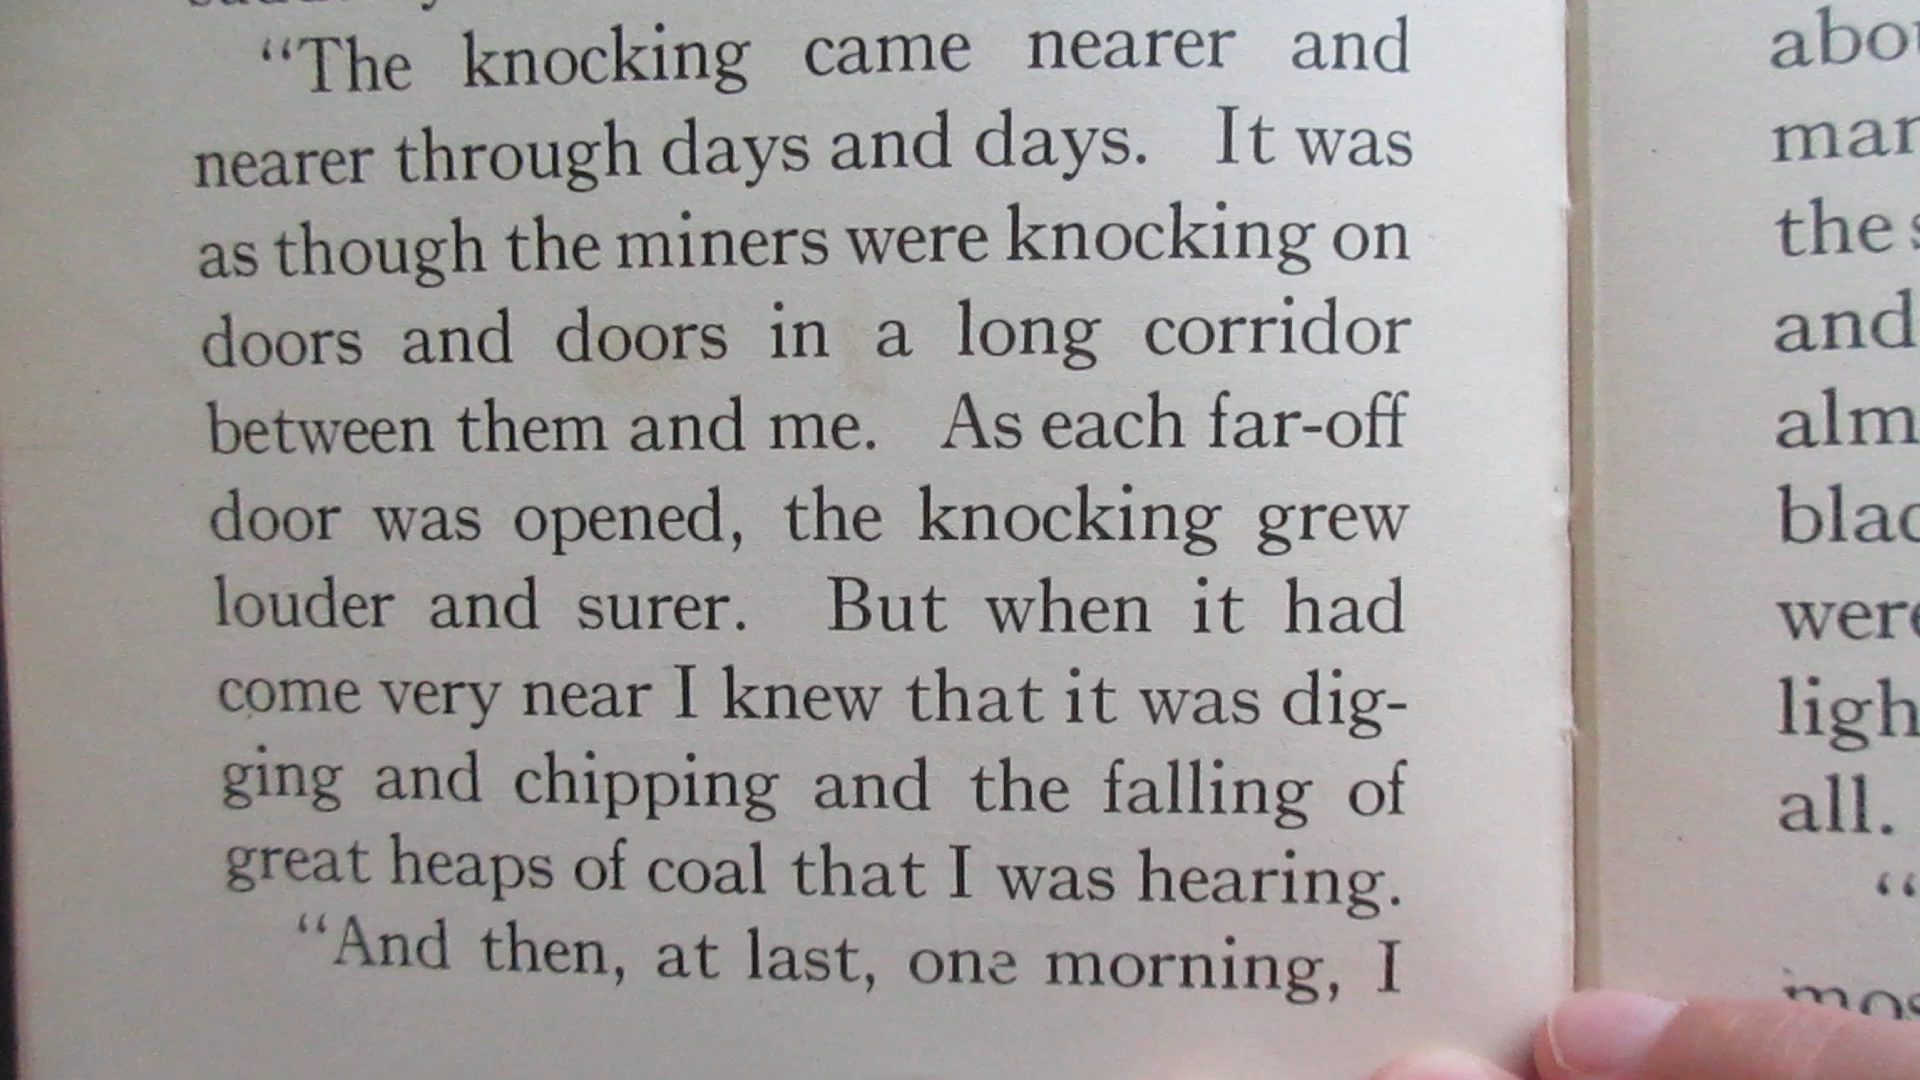 “The knocking came nearer and
nearer through days and days. It was
as though the miners were knocking on
doors and doors in a long corridor
between them and me. As each far-off
door was opened, the knocking grew
louder and surer. But when it had
come very near I knew that it was dig-
ging and chipping and the falling of
great heaps of coal that I was hearing.
“And then, at last, one morning, I
the
and
all.
“